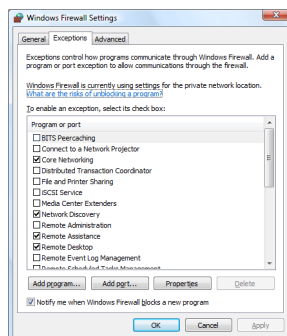 Windows Firewall Settings
General Exceptions Advanced
Exceptions control how programs communicate through Windows Firewall. Add a
program or port exception to allow communications through the firewall.
Windows Firewall is currently using settings for the private network location.
What are the risks of unblocking a program?
To enable an exception, select its check box:
Program or port
BITS Peercaching
Connect to a Network Projector
Core Networking
Distributed Transaction Coordinator
File and Printer Sharing
iSCSI Service
Media Center Extenders
Network Discovery
Remote Administration
Remote Assistance
Remote Desktop
Remote Event Log Management
Remote Scheduled Tasks Management
Add program... Add port... Properties Delete
Notify me when Windows Firewall blocks a new program
OK Cancel Apply